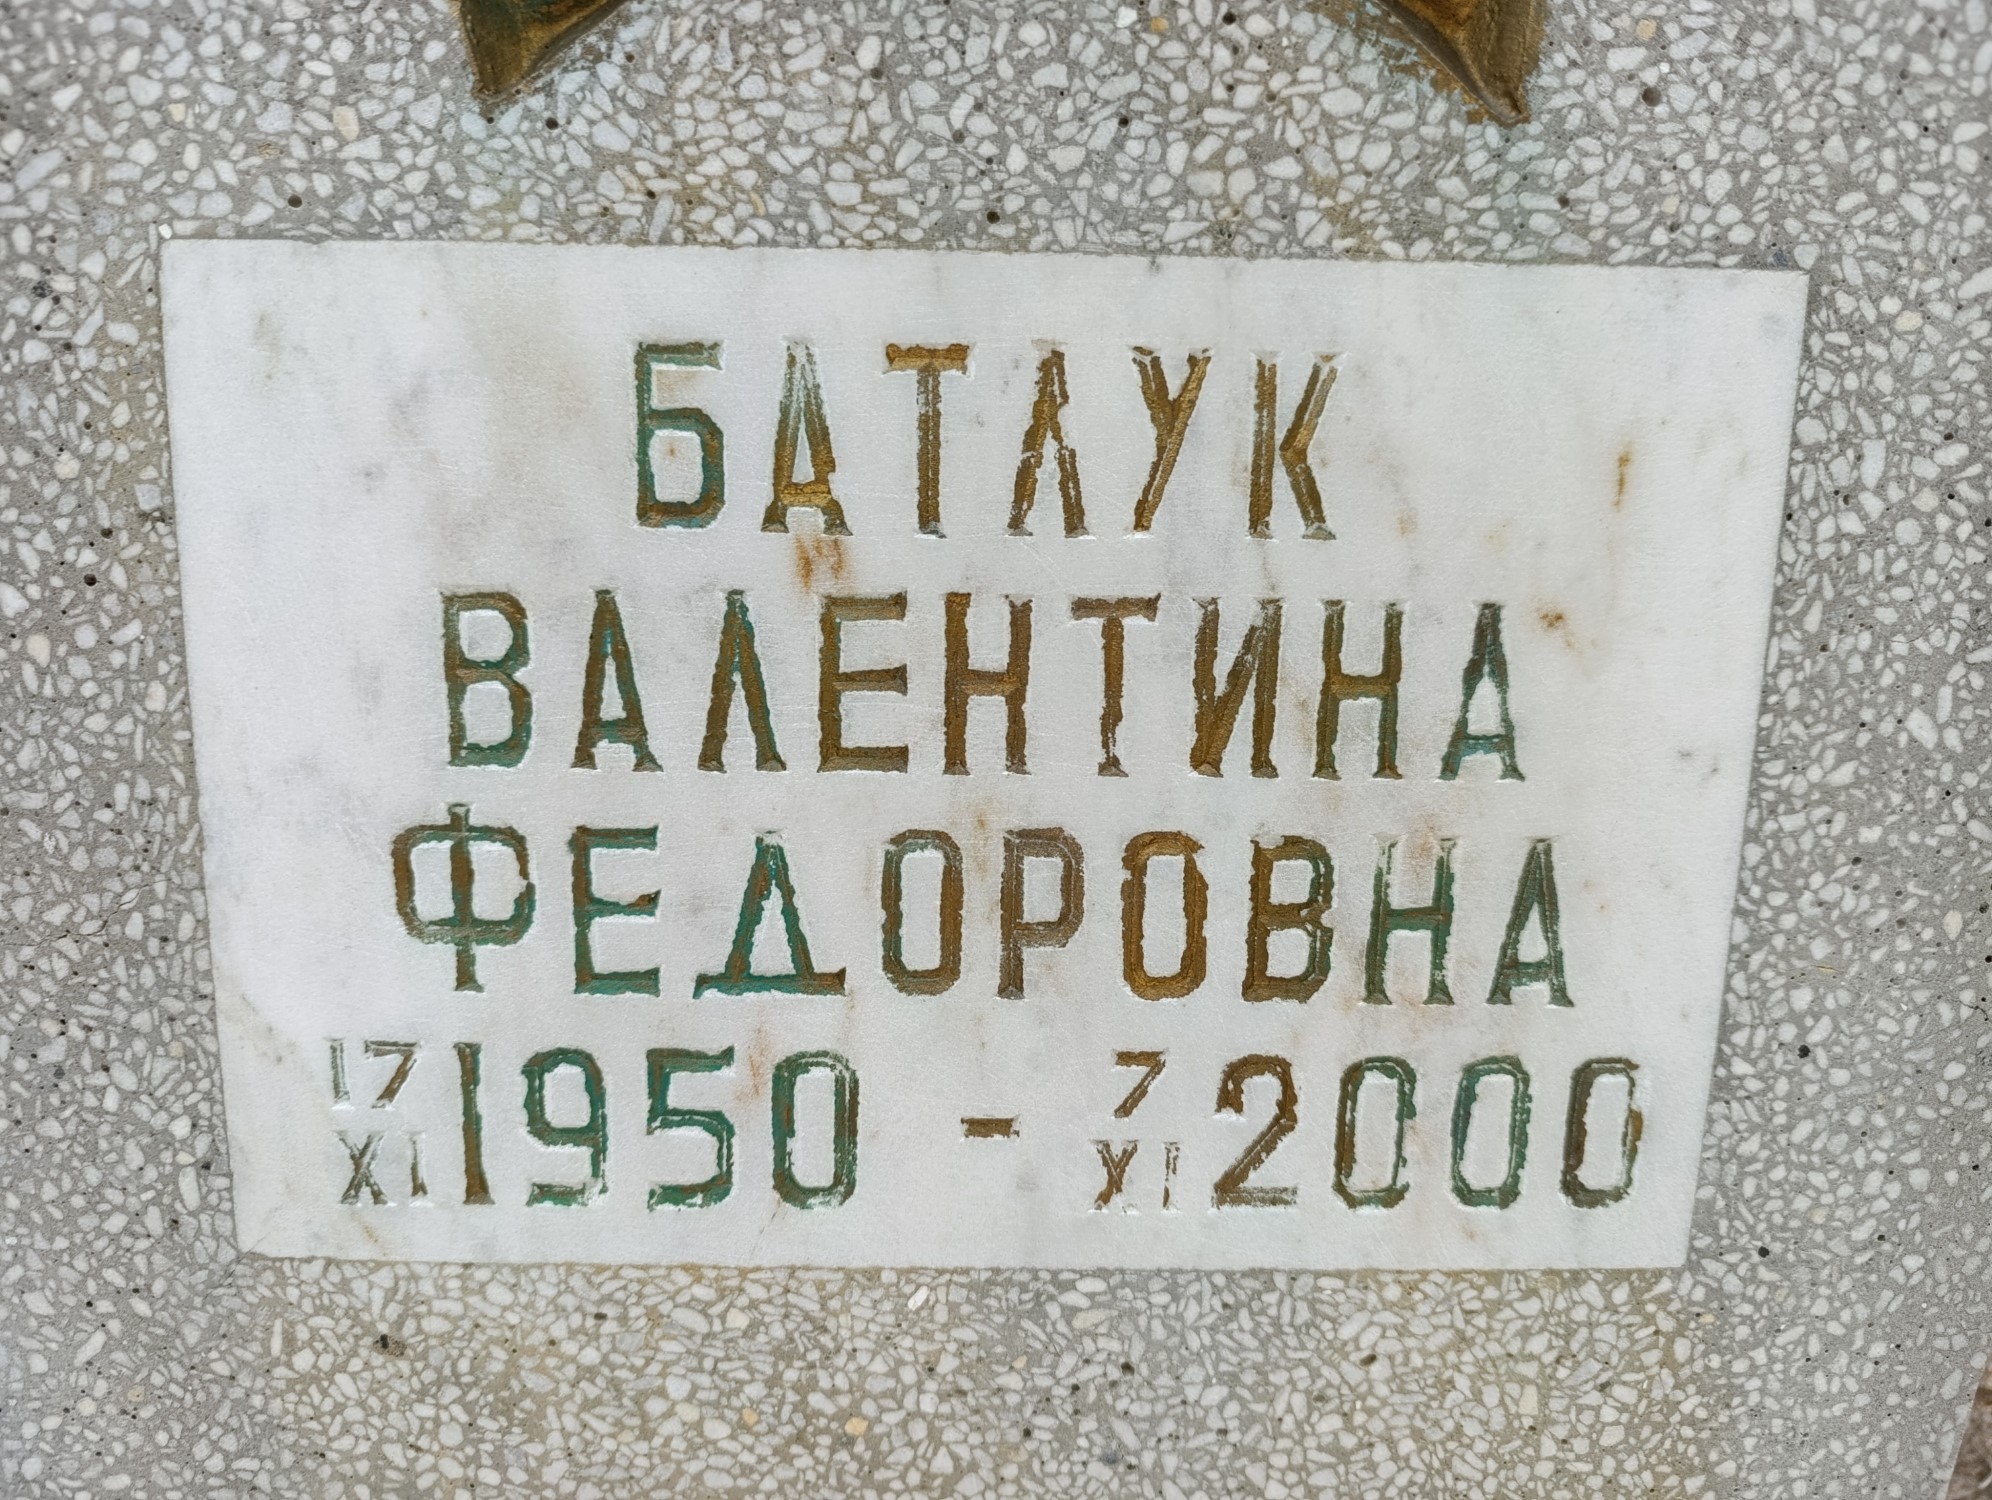 БАТЛУК
ВАЛЕНТИНА
ФЕДОРОВНА
17/XI 1950 - 7/XI 2000